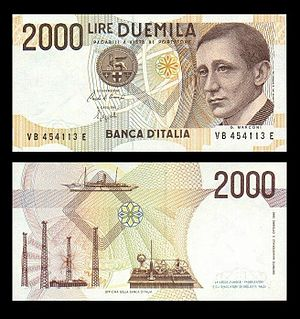 2000 LIRE DUEMILA
PAGABILI A VISTA AL PORTATORE
VB 454113 E
BANCA D'ITALIA
G. MARCONI
VB 454113 E
2000
OFFICINA DELLA BANCA D'ITALIA